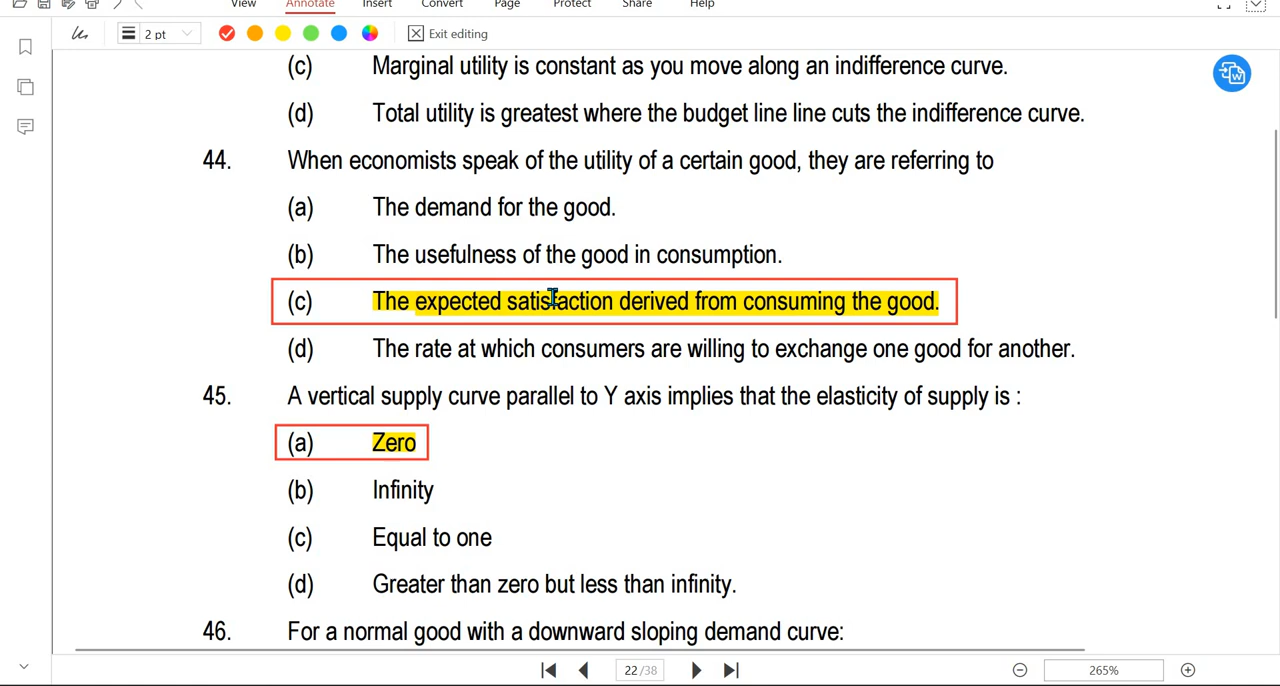 View Annotate Insert Convert Page Protect Share Help
2 pt Exit editing
(c) Marginal utility is constant as you move along an indifference curve.
(d) Total utility is greatest where the budget line line cuts the indifference curve.
44. When economists speak of the utility of a certain good, they are referring to
(a) The demand for the good.
(b) The usefulness of the good in consumption.
(c) The expected satisfaction derived from consuming the good.
(d) The rate at which consumers are willing to exchange one good for another.
45. A vertical supply curve parallel to Y axis implies that the elasticity of supply is :
(a) Zero
(b) Infinity
(c) Equal to one
(d) Greater than zero but less than infinity.
46. For a normal good with a downward sloping demand curve:
22/38 265%